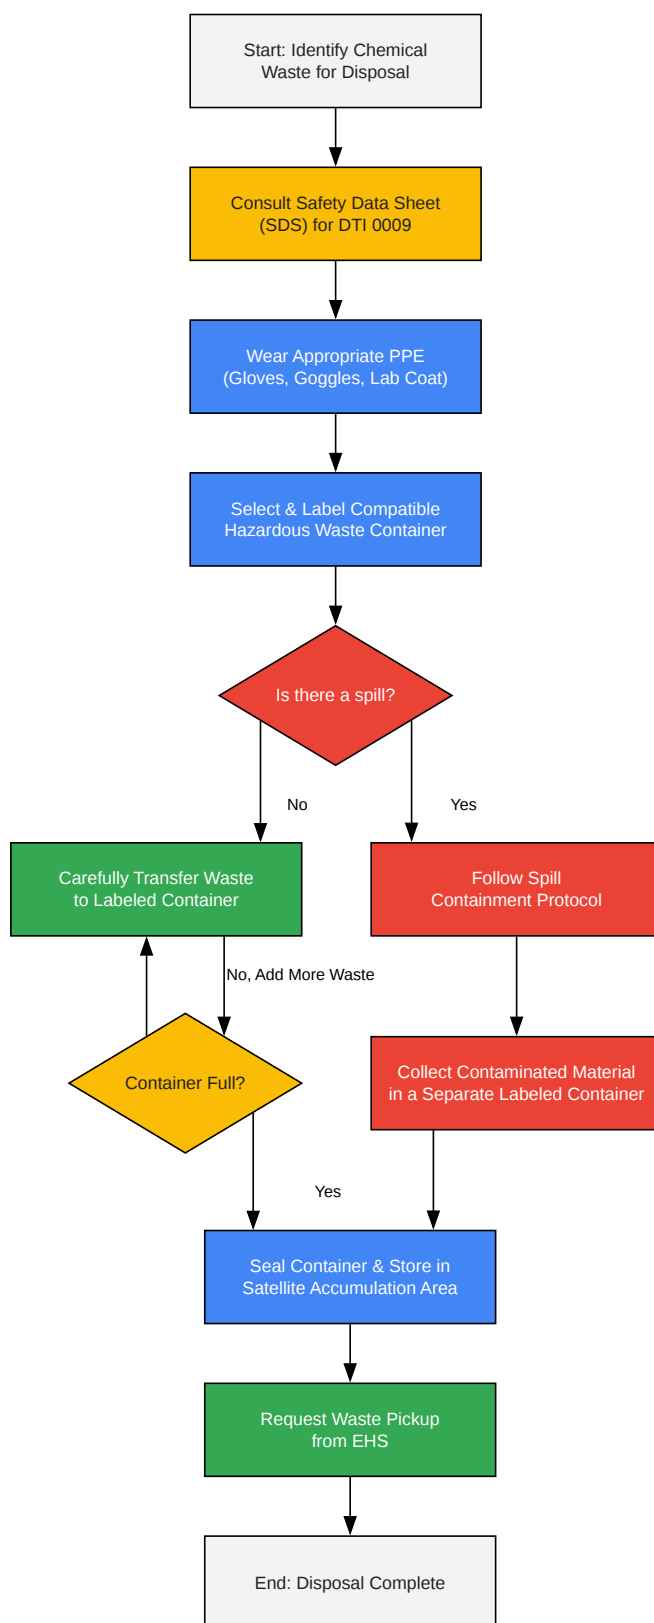 Start: Identify Chemical
Waste for Disposal
Consult Safety Data Sheet
(SDS) for DTI 0009
Wear Appropriate PPE
(Gloves, Goggles, Lab Coat)
Select & Label Compatible
Hazardous Waste Container
Is there a spill?
No
Yes
Carefully Transfer Waste
to Labeled Container
Follow Spill
Containment Protocol
No, Add More Waste
Container Full?
Collect Contaminated Material
in a Separate Labeled Container
Yes
Seal Container & Store in
Satellite Accumulation Area
Request Waste Pickup
from EHS
End: Disposal Complete